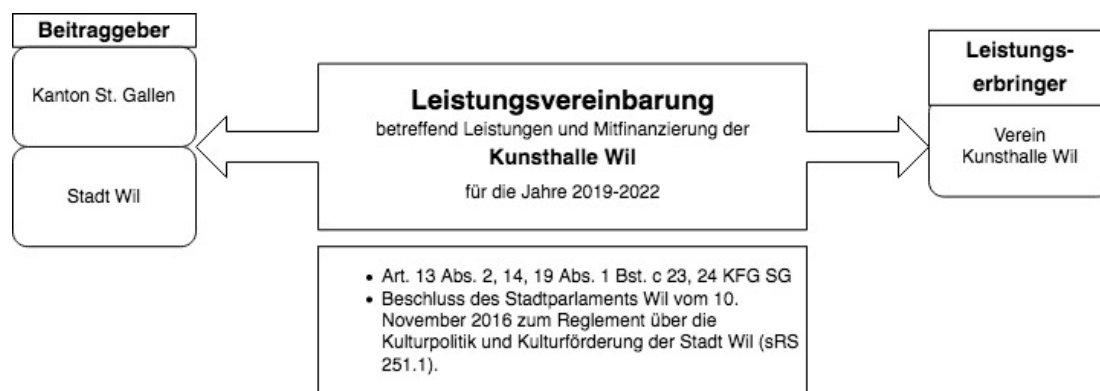 Beitraggeber
Kanton St. Gallen
Stadt Wil
Leistungsvereinbarung
betreffend Leistungen und Mitfinanzierung der
Kunsthalle Wil
für die Jahre 2019-2022
Leistungs-
erbringer
Verein
Kunsthalle Wil
• Art. 13 Abs. 2, 14, 19 Abs. 1 Bst. c 23, 24 KFG SG
• Beschluss des Stadtparlaments Wil vom 10.
November 2016 zum Reglement über die
Kulturpolitik und Kulturförderung der Stadt Wil (sRS
251.1).